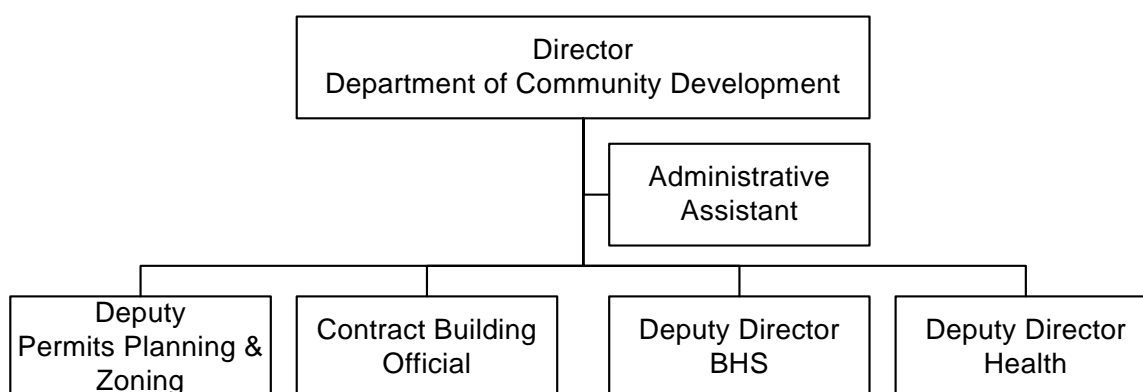 Director
Department of Community Development
Administrative
Assistant
Deputy
Permits Planning &
Zoning
Contract Building
Official
Deputy Director
BHS
Deputy Director
Health